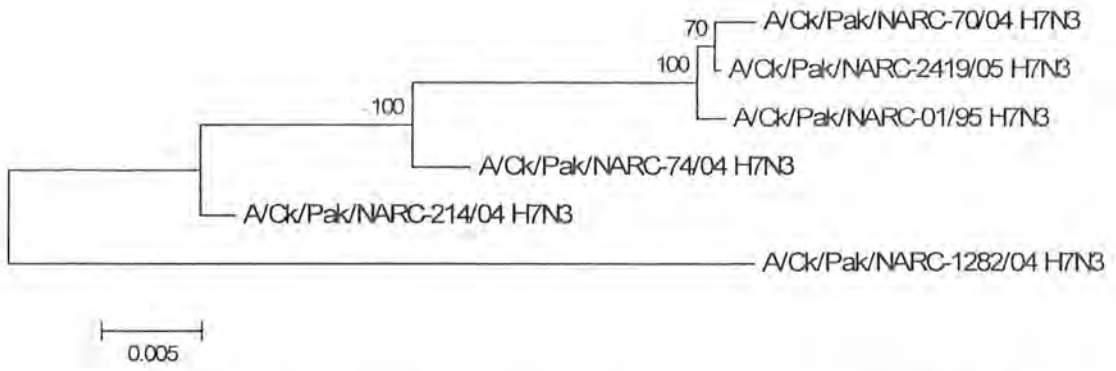 A/Ck/Pak/NARC-70/04 H7N3
70
A/Ck/Pak/NARC-2419/05 H7N3
100
A/Ck/Pak/NARC-01/95 H7N3
100
A/Ck/Pak/NARC-74/04 H7N3
A/Ck/Pak/NARC-214/04 H7N3
A/Ck/Pak/NARC-1282/04 H7N3
0.005